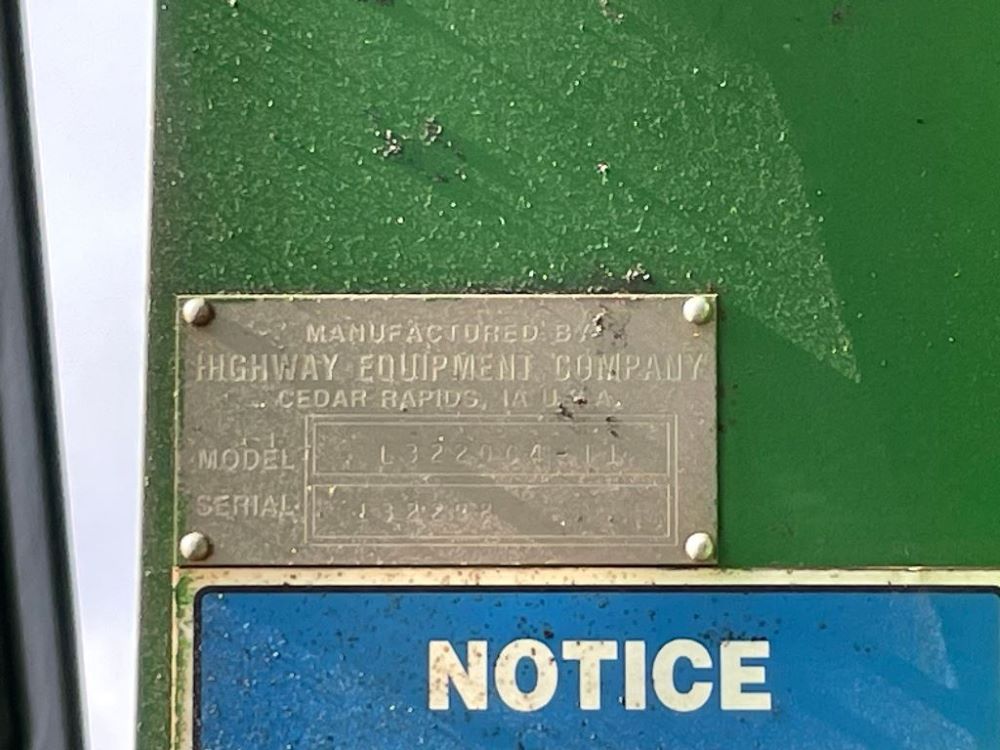 MANUFACTURED BY
HIGHWAY EQUIPMENT COMPANY
CEDAR RAPIDS, IA U.S.A.
MODEL
SERIAL
NOTICE